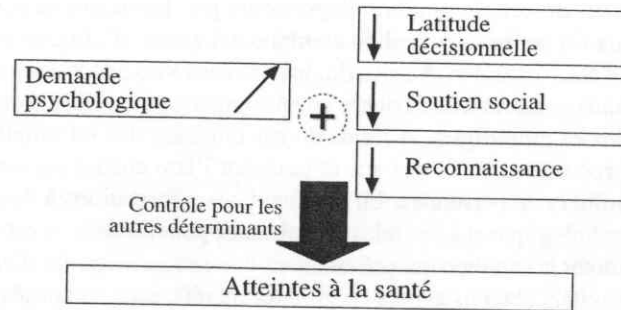 Latitude
décisionnelle
Demande
psychologique
+
Soutien social
Reconnaissance
Contrôle pour les
autres déterminants
Atteintes à la santé